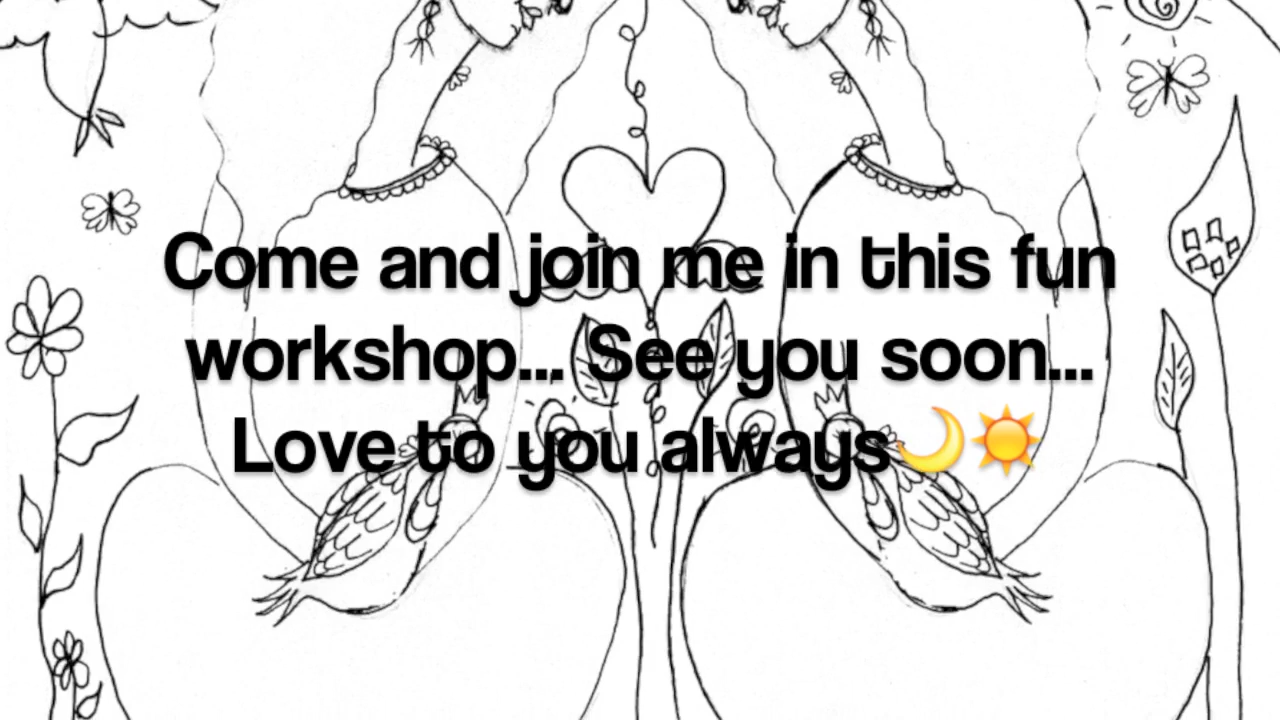 Come and join me in this fun
workshop... See you soon...
Love to you always🌙☀️